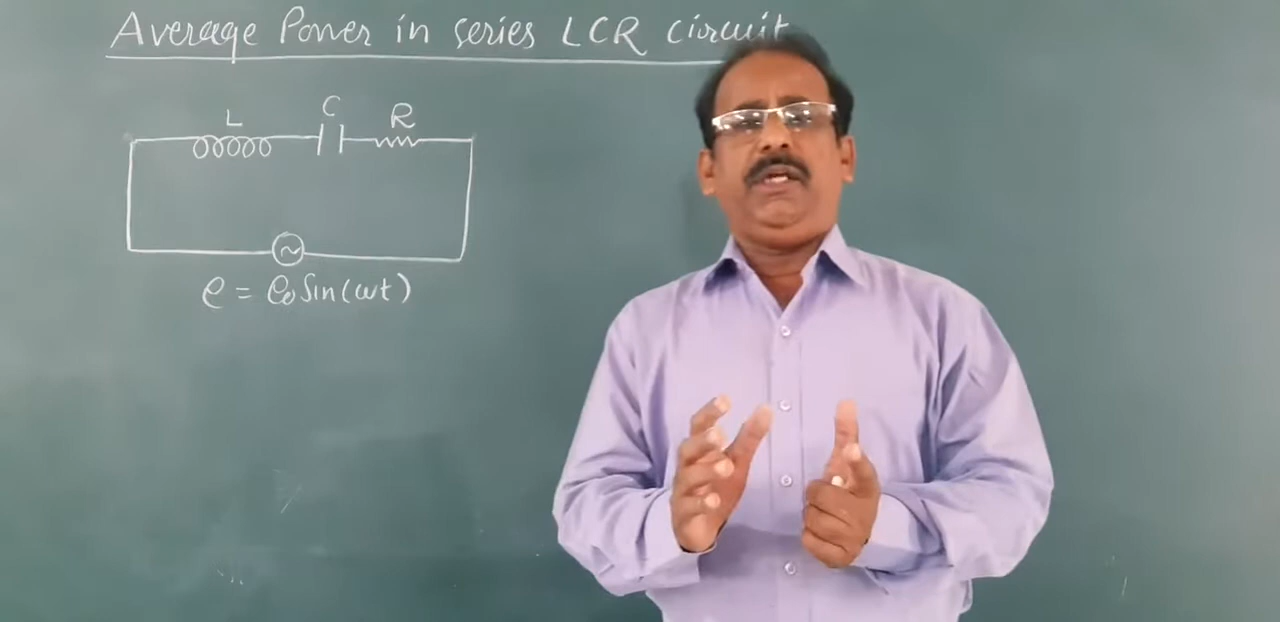 Average Power in series LCR circuit
L C R
e = e₀ Sin(ωt)